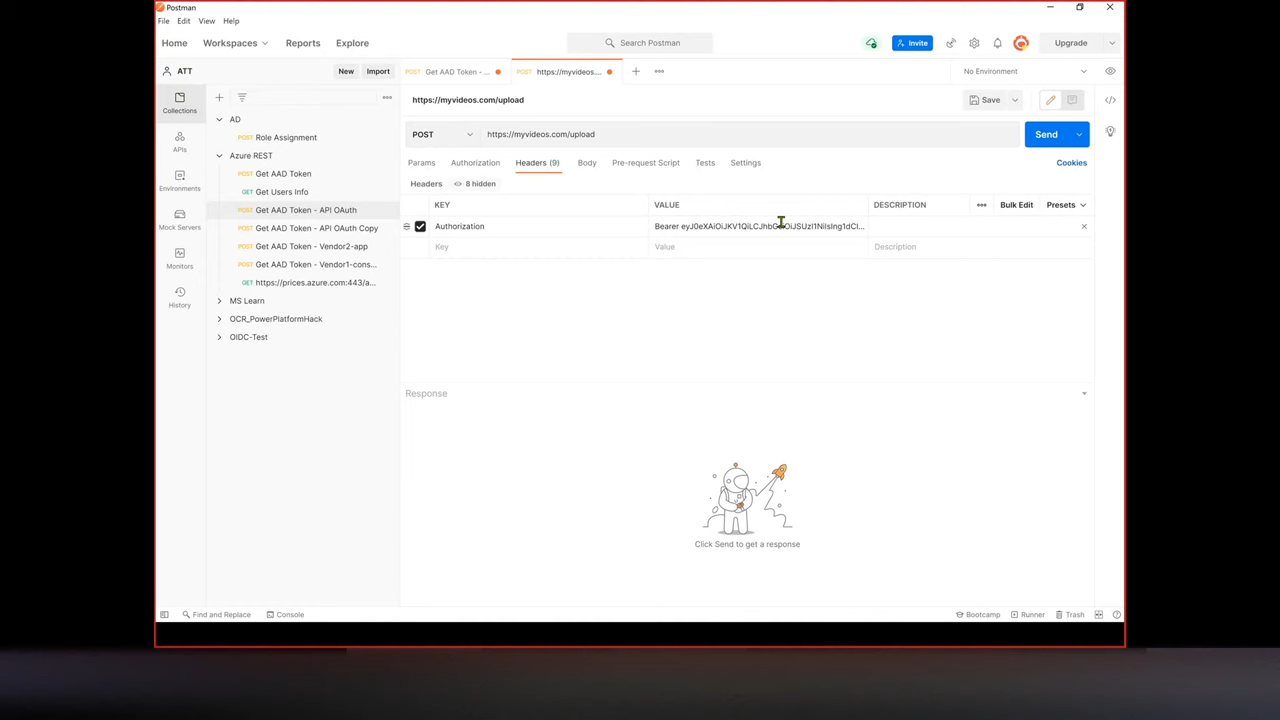 Postman
File Edit View Help
Home Workspaces Reports Explore Search Postman Invite Upgrade
ATT New Import POST Get AAD Token - ... POST https://myvideos.... No Environment
Collections
APIs
Environments
Mock Servers
Monitors
History
AD
POST Role Assignment
Azure REST
POST Get AAD Token
GET Get Users Info
POST Get AAD Token - API OAuth
POST Get AAD Token - API OAuth Copy
POST Get AAD Token - Vendor2-app
POST Get AAD Token - Vendor1-cons...
GET https://prices.azure.com:443/a...
MS Learn
OCR_PowerPlatformHack
OIDC-Test
https://myvideos.com/upload Save
POST https://myvideos.com/upload Send
Params Authorization Headers (9) Body Pre-request Script Tests Settings Cookies
Headers 8 hidden
KEY VALUE DESCRIPTION Bulk Edit Presets
Authorization Bearer
Key Value Description
Response
Click Send to get a response
Find and Replace Console Bootcamp Runner Trash